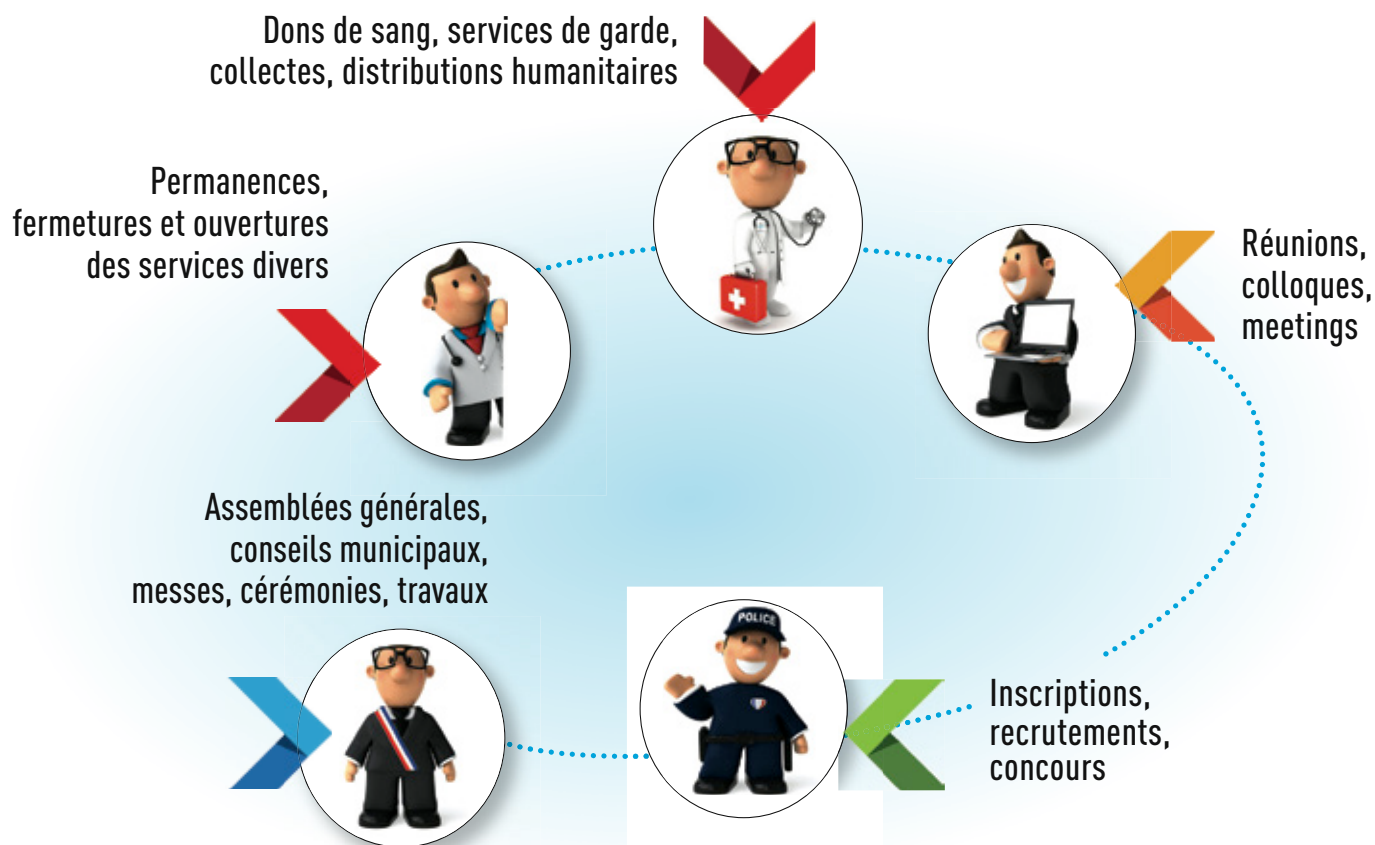 Dons de sang, services de garde,
collectes, distributions humanitaires
Permanences,
fermetures et ouvertures
des services divers
Réunions,
colloques,
meetings
Assemblées générales,
conseils municipaux,
messes, cérémonies, travaux
POLICE
Inscriptions,
recrutements,
concours